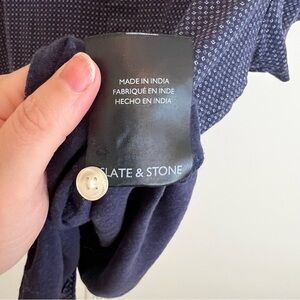 MADE IN INDIA
FABRIQUÉ EN INDE
HECHO EN INDIA
SLATE & STONE